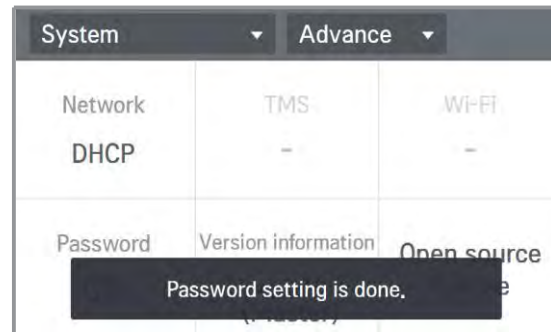 System Advance
Network TMS Wi-Fi
DHCP - -
Password Version information Open source
Password setting is done.